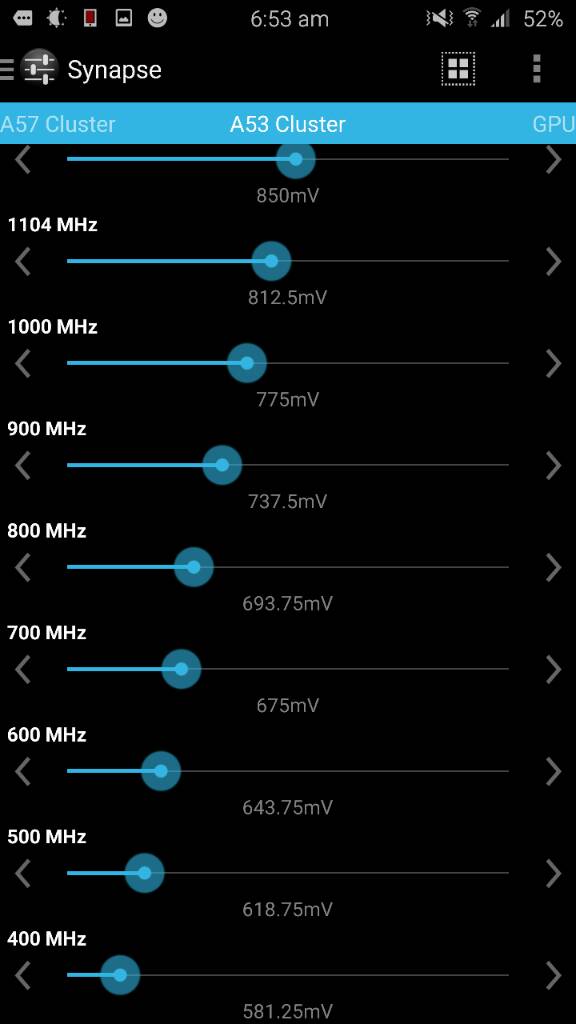 6:53 am
52%
Synapse
A57 Cluster
A53 Cluster
GPU
850mV
1104 MHz
812.5mV
1000 MHz
775mV
900 MHz
737.5mV
800 MHz
693.75mV
700 MHz
675mV
600 MHz
643.75mV
500 MHz
618.75mV
400 MHz
581.25mV